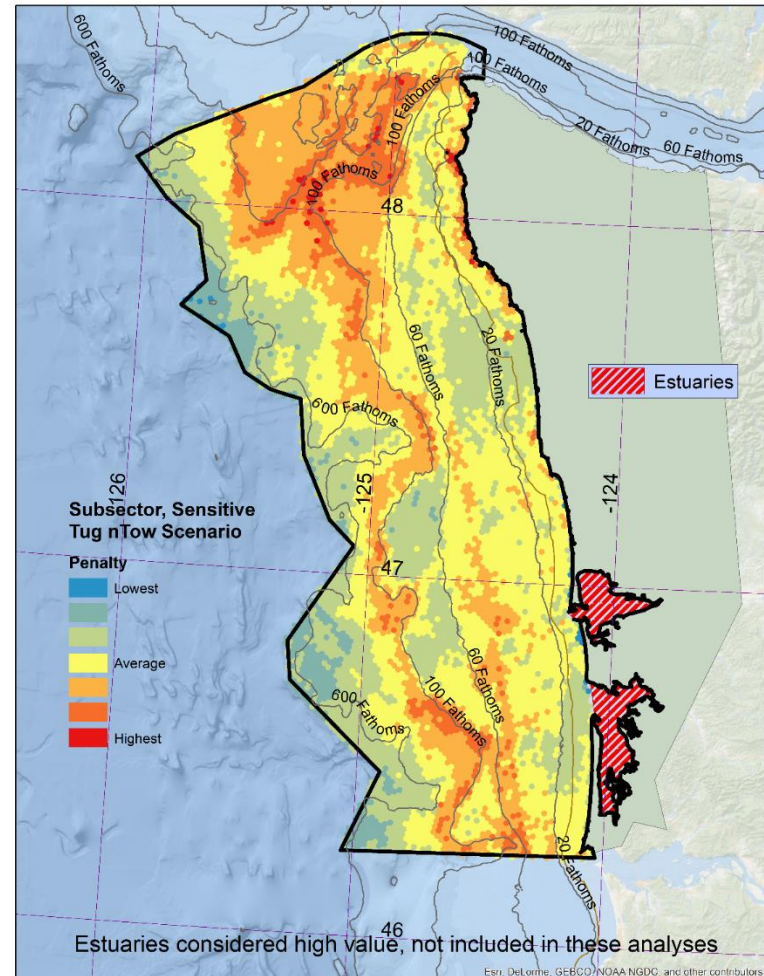 600 Fathoms
100 Fathoms
100 Fathoms
20 Fathoms
60 Fathoms
100 Fathoms
100 Fathoms
48
60 Fathoms
20 Fathoms
Estuaries
600 Fathoms
-126
-125
-124
Subsector, Sensitive
Tug nTow Scenario
Penalty
Lowest
Average
Highest
47
60 Fathoms
100 Fathoms
600 Fathoms
20 Fathoms
46
Estuaries considered high value, not included in these analyses
Esri, DeLorme, GEBCO, NOAA NGDC, and other contributors